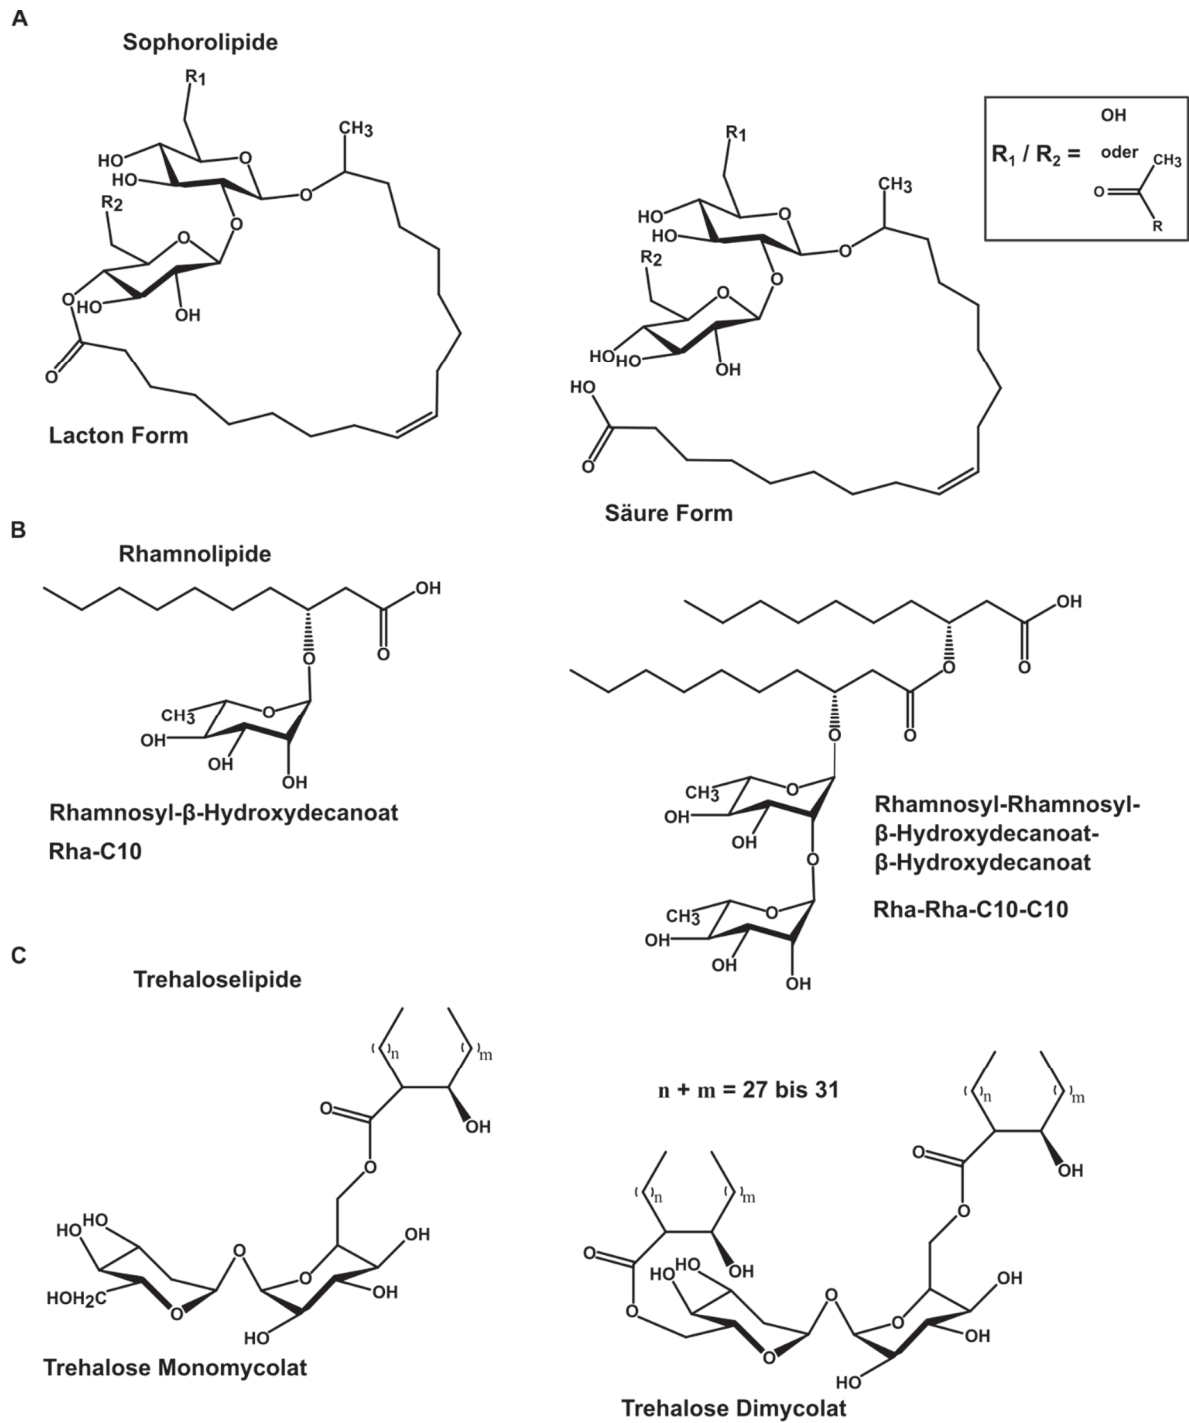 A
Sophorolipide
R1
CH3
HO
O
HO
O
R2
O
O
O
HO
OH
O
Lacton Form
R1
CH3
HO
O
HO
O
R2
O
O
HO
HO
OH
HO
O
Säure Form
OH
R1 / R2 = oder
CH3
O
R
B
Rhamnolipide
OH
O
O
CH3
O
OH
OH
OH
Rhamnosyl-β-Hydroxydecanoat
Rha-C10
OH
O
O
O
O
CH3
O
OH
OH
O
CH3
O
OH
OH
OH
Rhamnosyl-Rhamnosyl-
β-Hydroxydecanoat-
β-Hydroxydecanoat
Rha-Rha-C10-C10
C
Trehaloselipide
( )n
( )m
O
OH
O
HO
HO
O
OH
O
HOH2C
O
OH
HO
Trehalose Monomycolat
n + m = 27 bis 31
( )n
( )m
O
OH
O
( )n
( )m
O
OH
HO
HO
O
O
O
OH
O
OH
HO
Trehalose Dimycolat